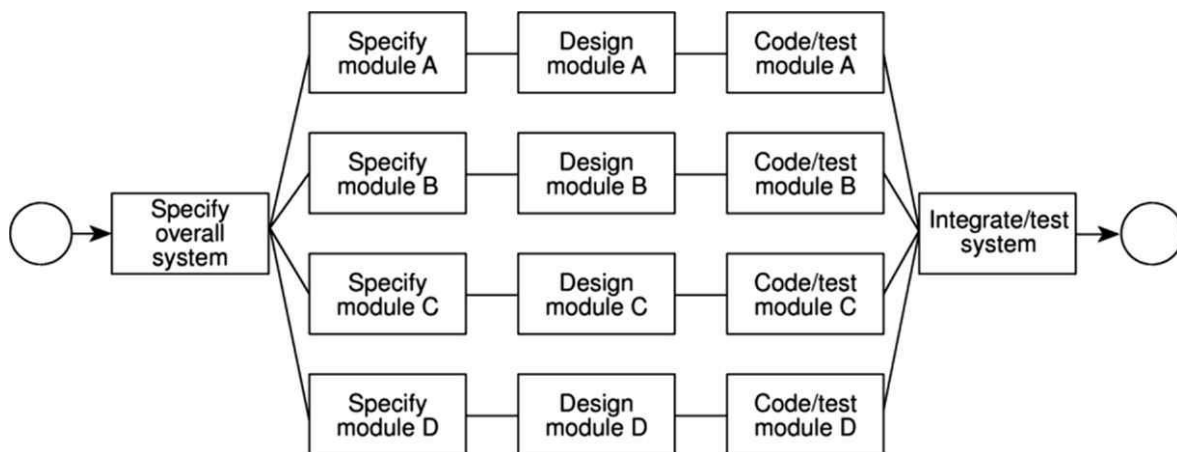 Specify
overall
system
Specify
module A
Design
module A
Code/test
module A
Specify
module B
Design
module B
Code/test
module B
Specify
module C
Design
module C
Code/test
module C
Specify
module D
Design
module D
Code/test
module D
Integrate/test
system